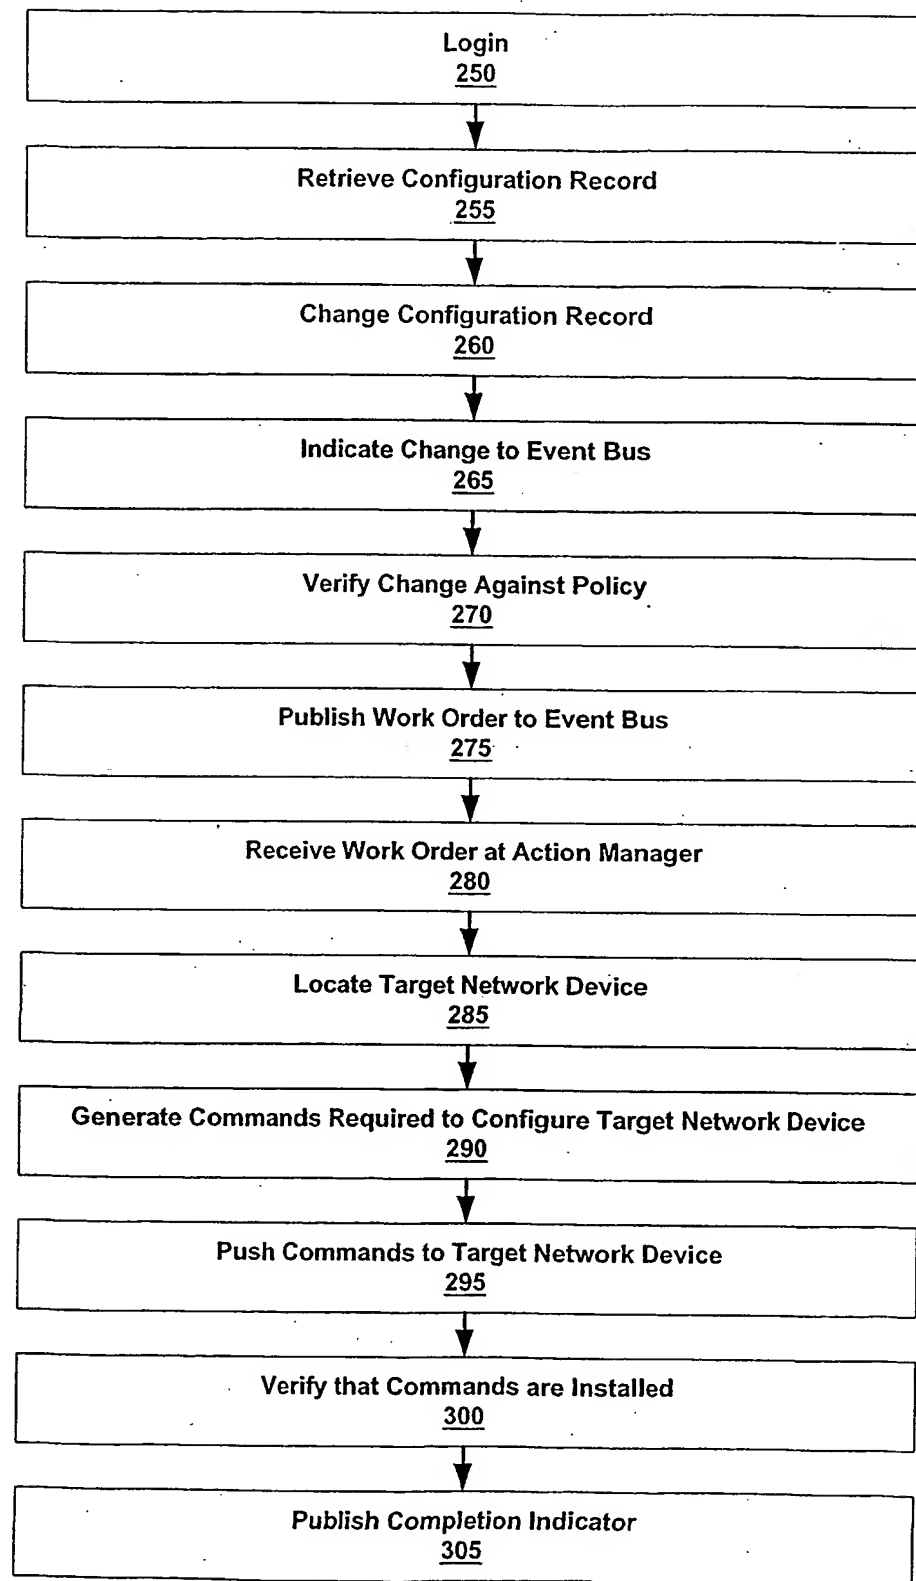 Login
250
Retrieve Configuration Record
255
Change Configuration Record
260
Indicate Change to Event Bus
265
Verify Change Against Policy
270
Publish Work Order to Event Bus
275
Receive Work Order at Action Manager
280
Locate Target Network Device
285
Generate Commands Required to Configure Target Network Device
290
Push Commands to Target Network Device
295
Verify that Commands are Installed
300
Publish Completion Indicator
305